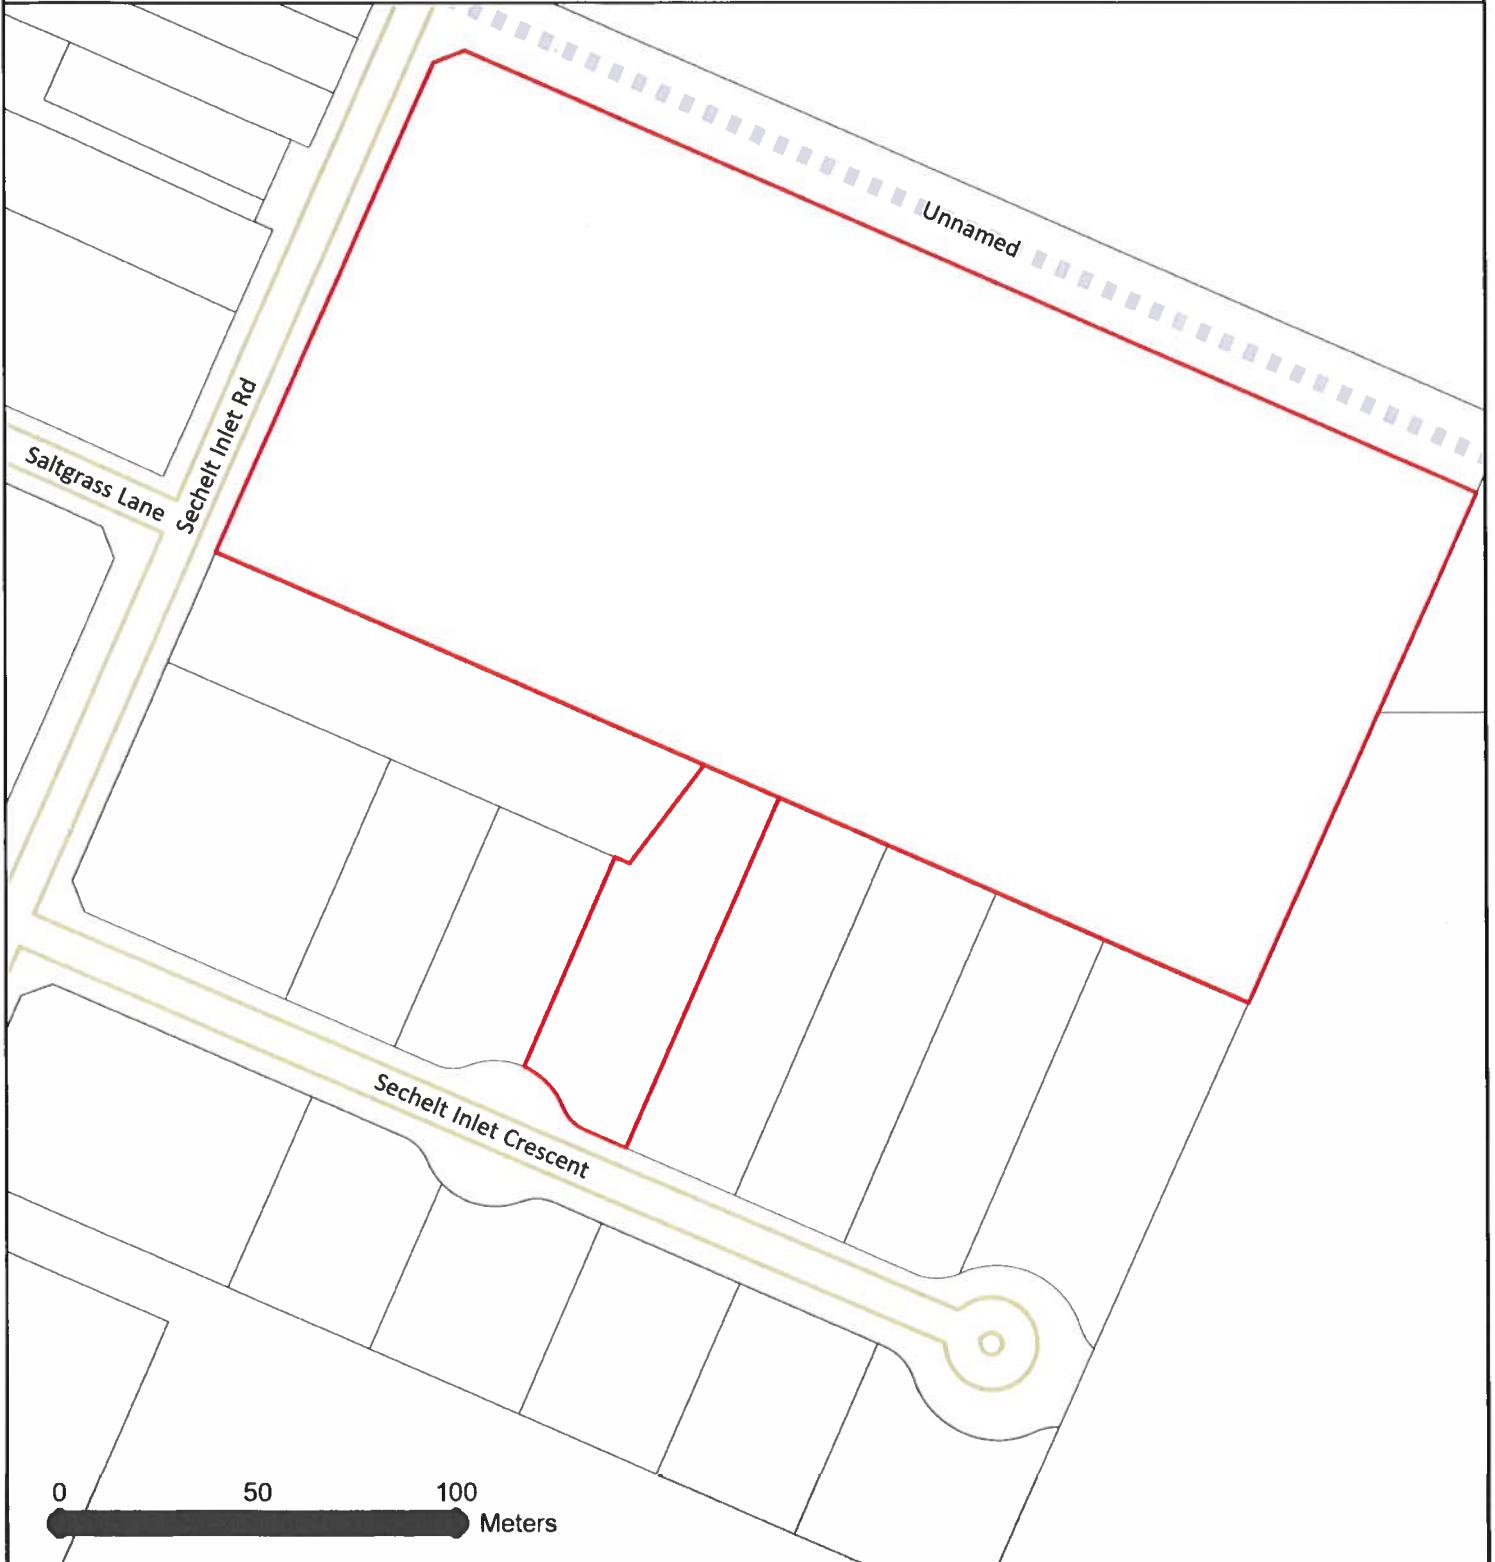 Unnamed
Sechelt Inlet Rd
Saltgrass Lane
Sechelt Inlet Crescent
0 50 100
Meters